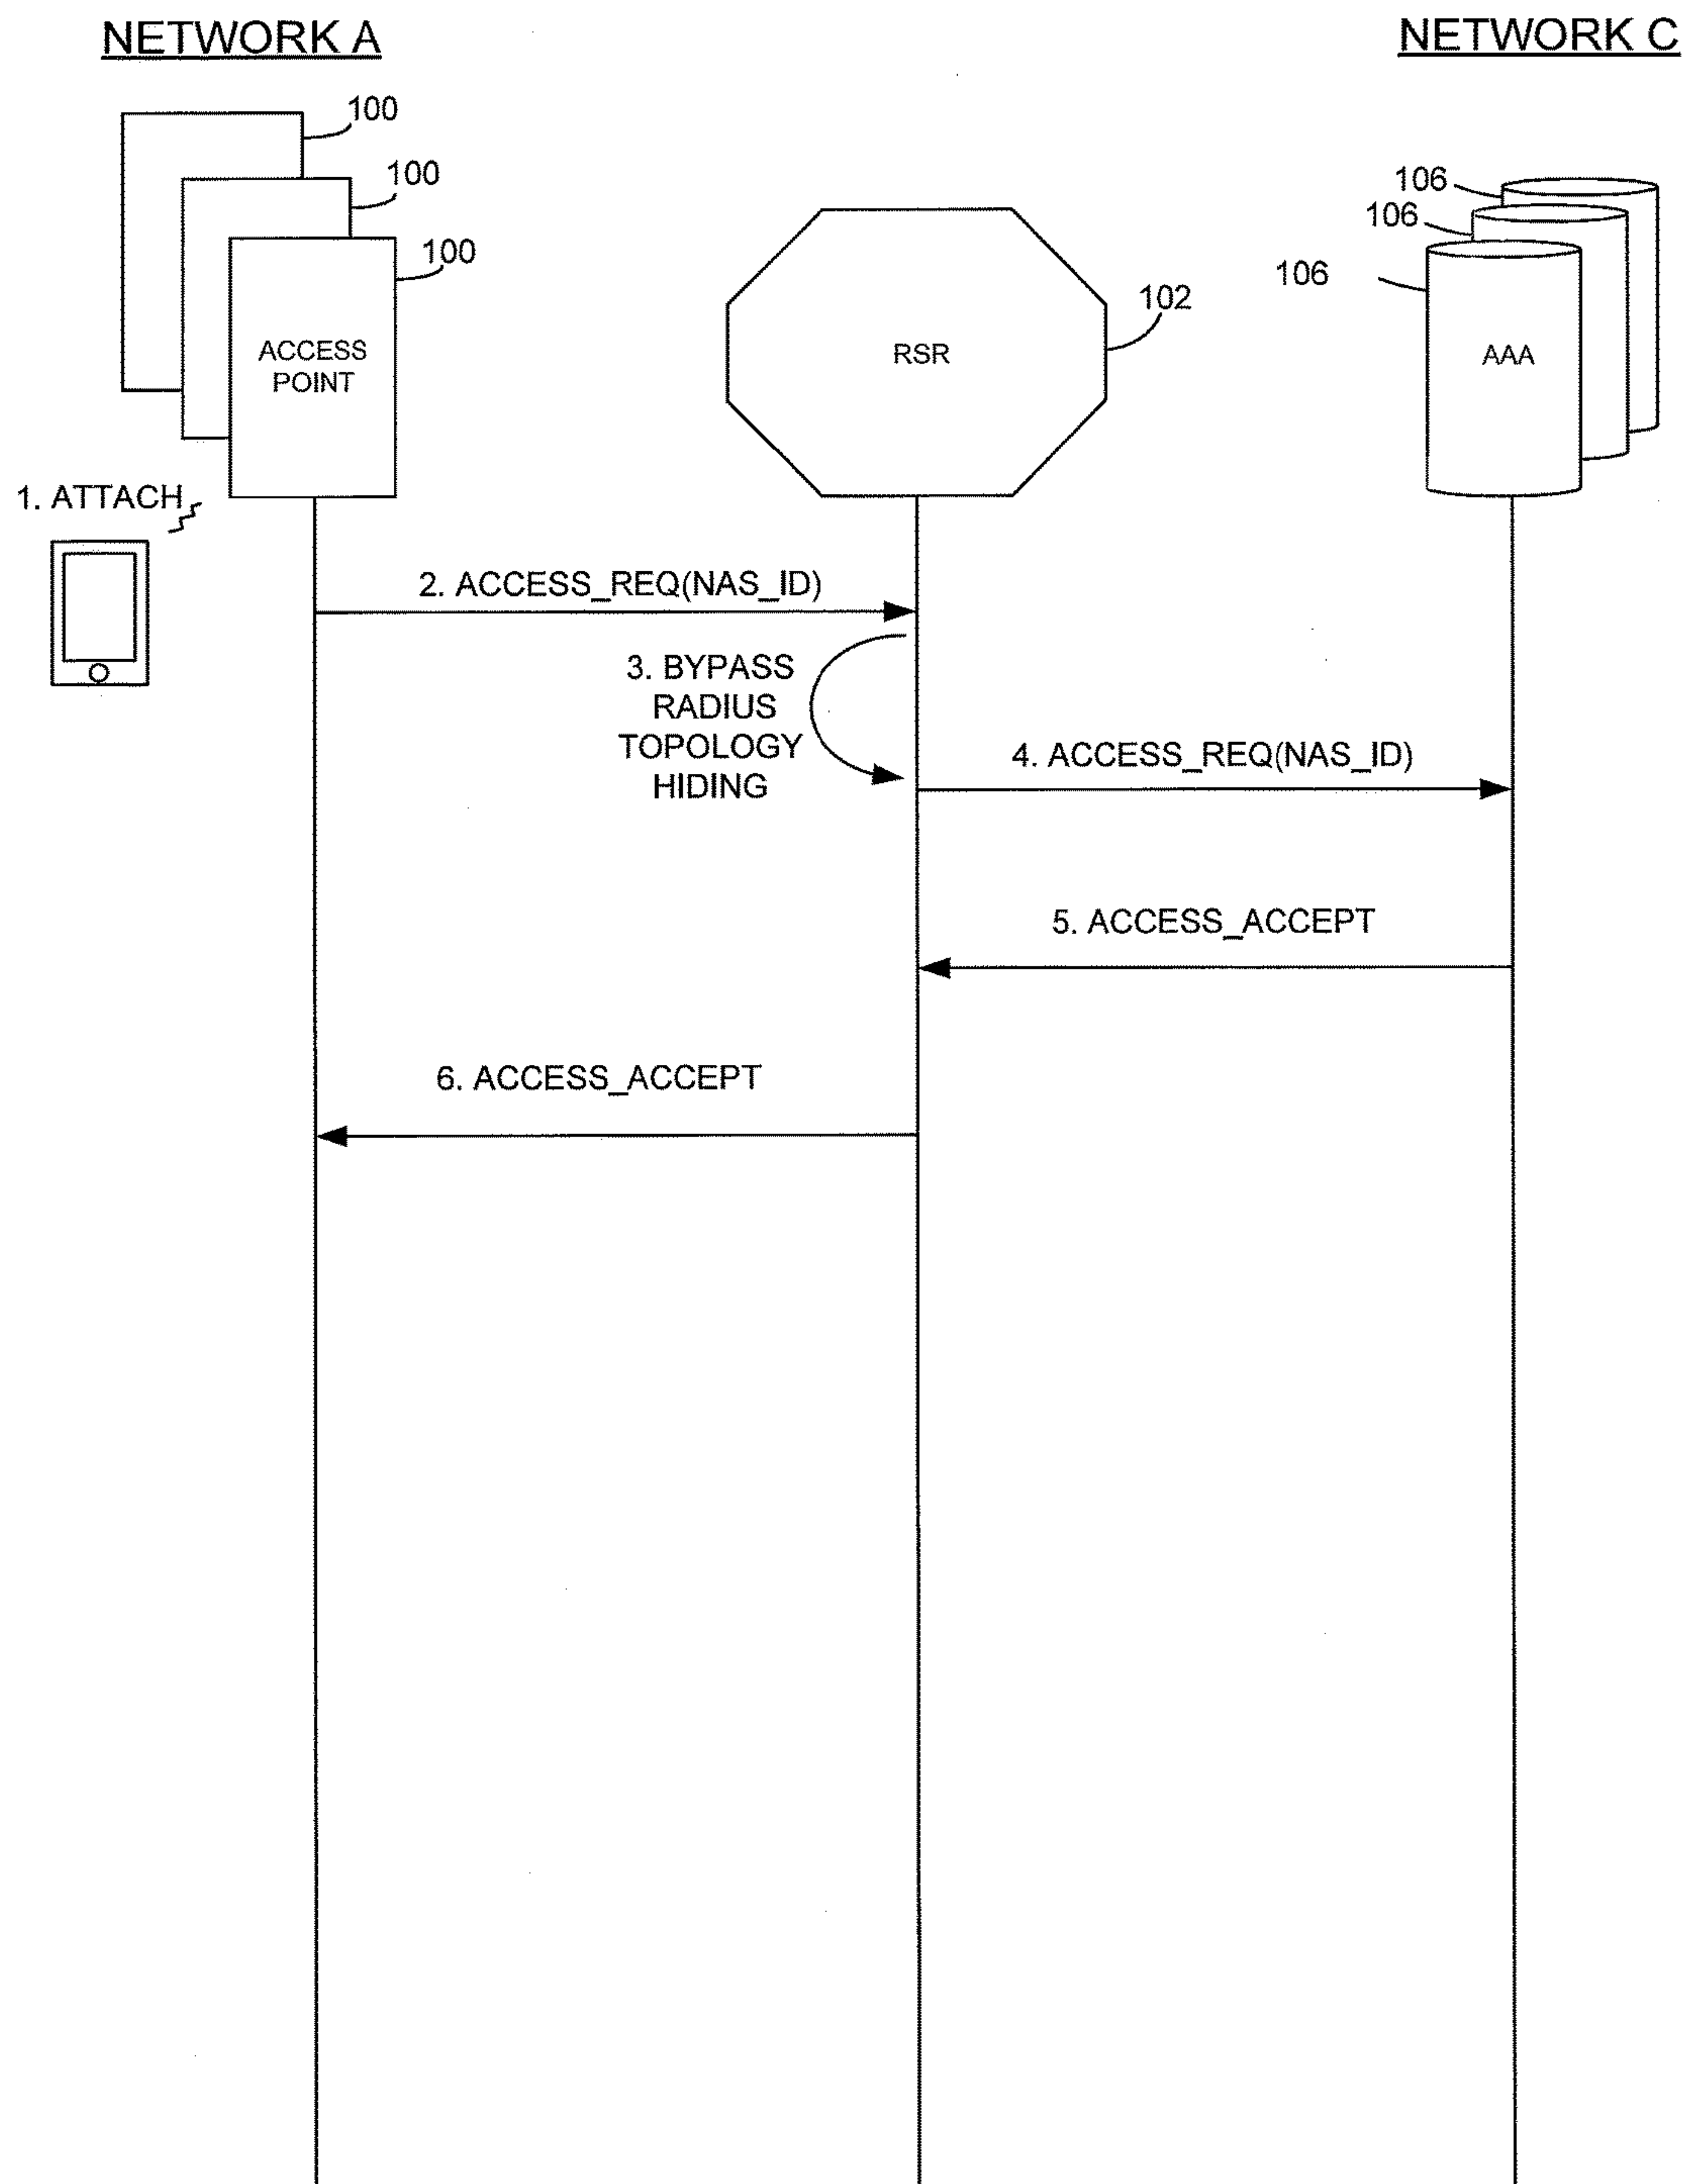 NETWORK A
NETWORK C
100
100
100
ACCESS
POINT
102
RSR
106
106
106
AAA
1. ATTACH
2. ACCESS_REQ(NAS_ID)
3. BYPASS
RADIUS
TOPOLOGY
HIDING
4. ACCESS_REQ(NAS_ID)
5. ACCESS_ACCEPT
6. ACCESS_ACCEPT